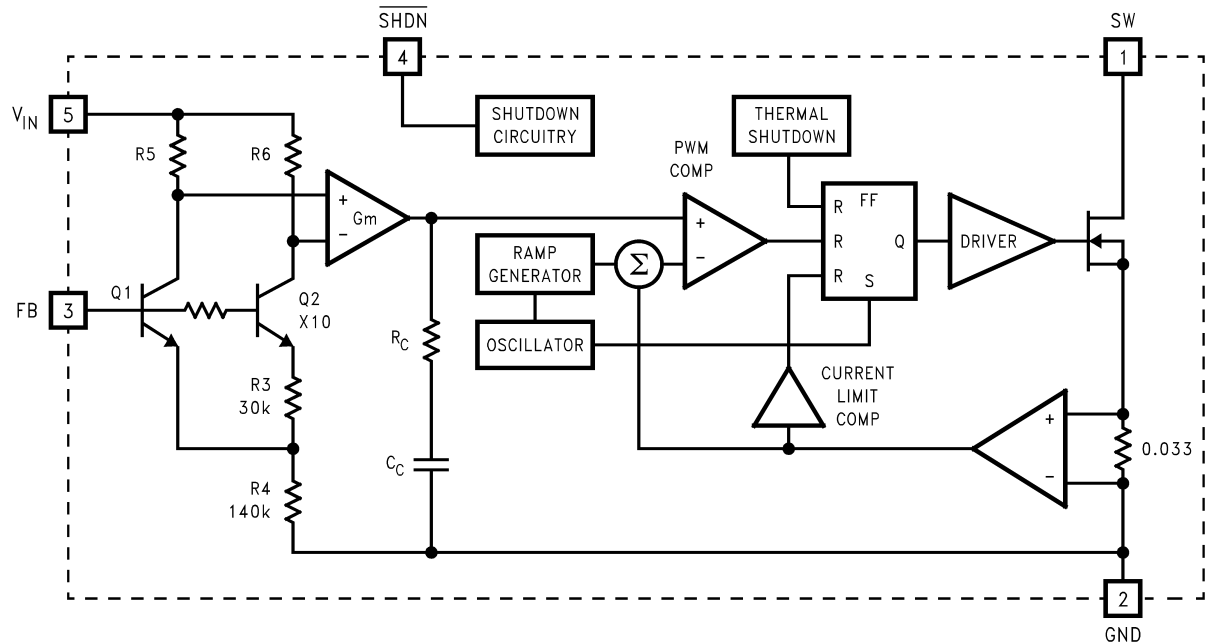 SHDN
4
SW
1
V_IN
5
SHUTDOWN
CIRCUITRY
THERMAL
SHUTDOWN
R5
R6
PWM
COMP
+
Gm
−
+
−
R
FF
R
Q
R
S
DRIVER
RAMP
GENERATOR
Σ
FB
3
Q1
Q2
X10
OSCILLATOR
R_C
R3
30k
CURRENT
LIMIT
COMP
+
−
0.033
C_C
R4
140k
2
GND